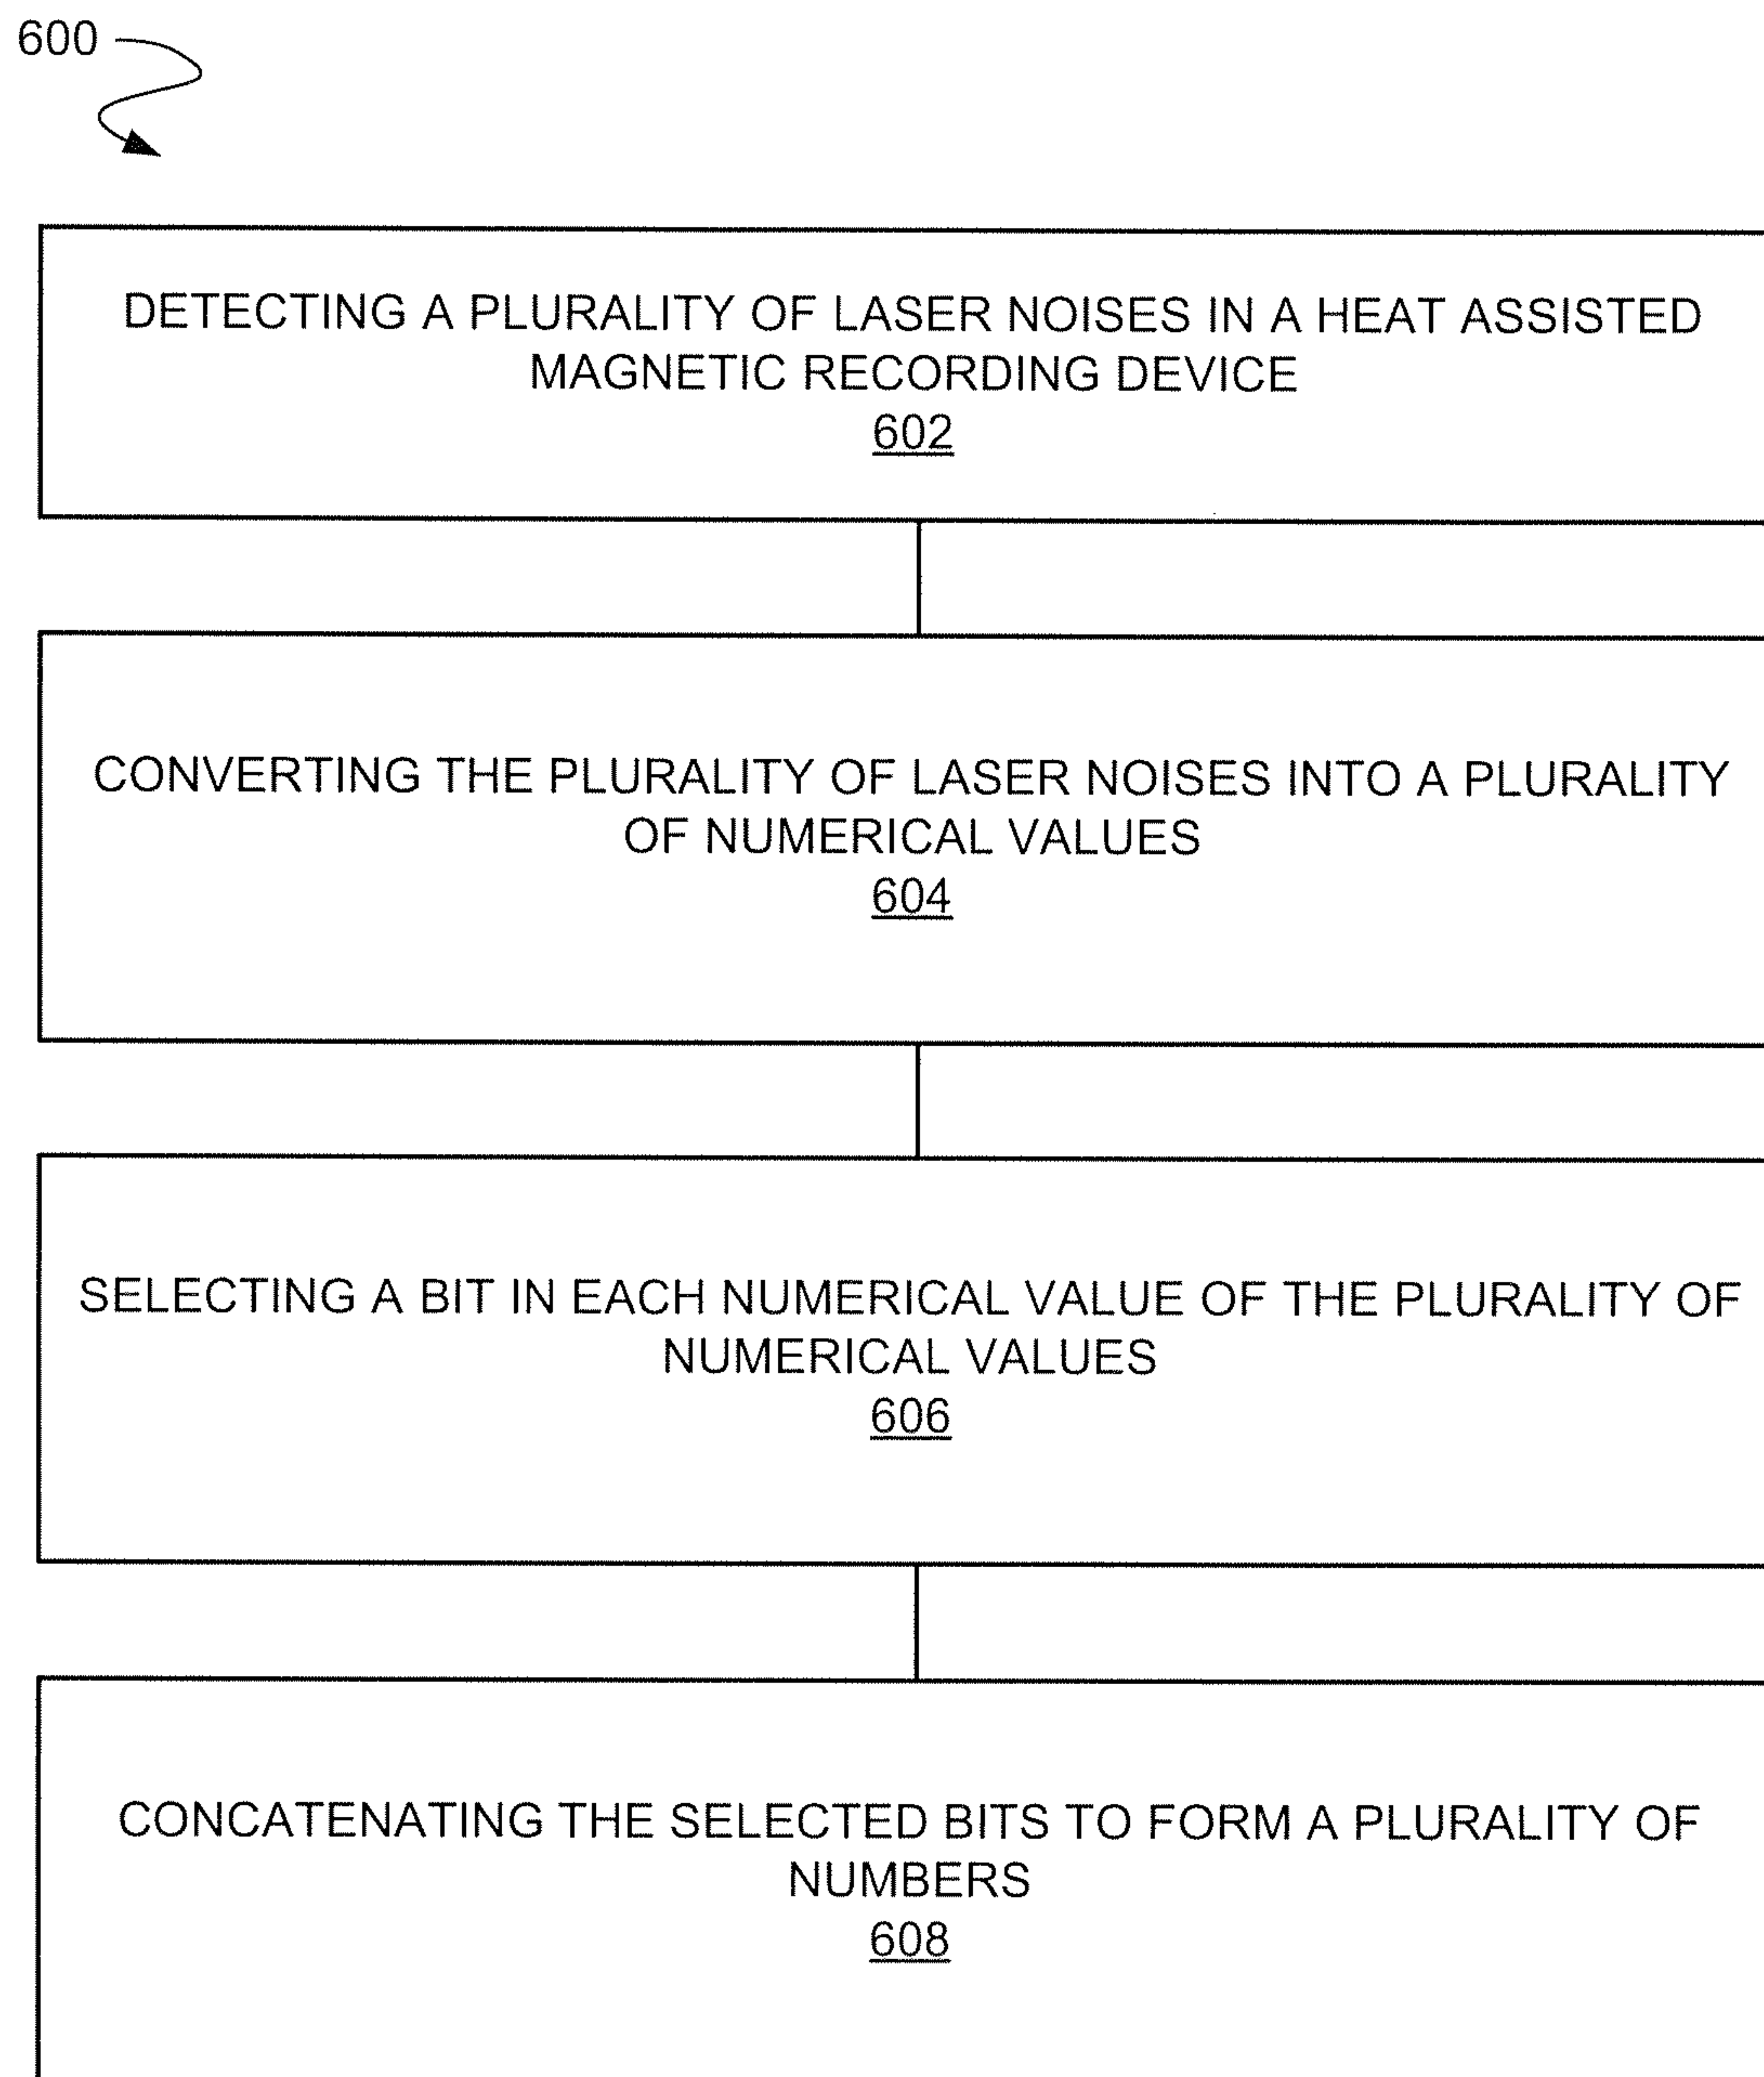 600
DETECTING A PLURALITY OF LASER NOISES IN A HEAT ASSISTED
MAGNETIC RECORDING DEVICE
602
CONVERTING THE PLURALITY OF LASER NOISES INTO A PLURALITY
OF NUMERICAL VALUES
604
SELECTING A BIT IN EACH NUMERICAL VALUE OF THE PLURALITY OF
NUMERICAL VALUES
606
CONCATENATING THE SELECTED BITS TO FORM A PLURALITY OF
NUMBERS
608